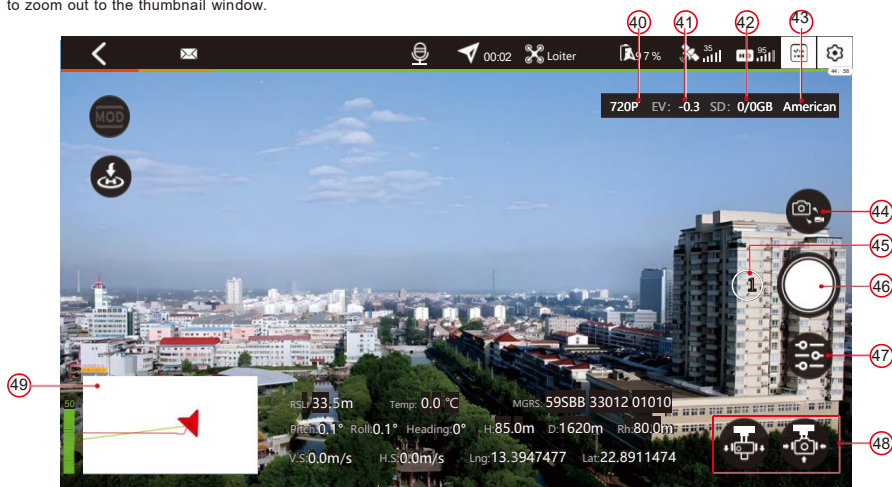 to zoom out to the thumbnail window.
40 41 42 43
00:02 Loiter 97% 35 HD 95
44: 58
720P EV: -0.3 SD: 0/0GB American
MOD
H
44
45
1
46
47
49
50
RSL: 33.5m Temp: 0.0 ℃ MGRS: 59SBB 33012 01010
Pitch:0.1° Roll:0.1° Heading:0° H:85.0m D:1620m Rh:80.0m
48
V.S:0.0m/s H.S:0.0m/s Lng:13.3947477 Lat:22.8911474